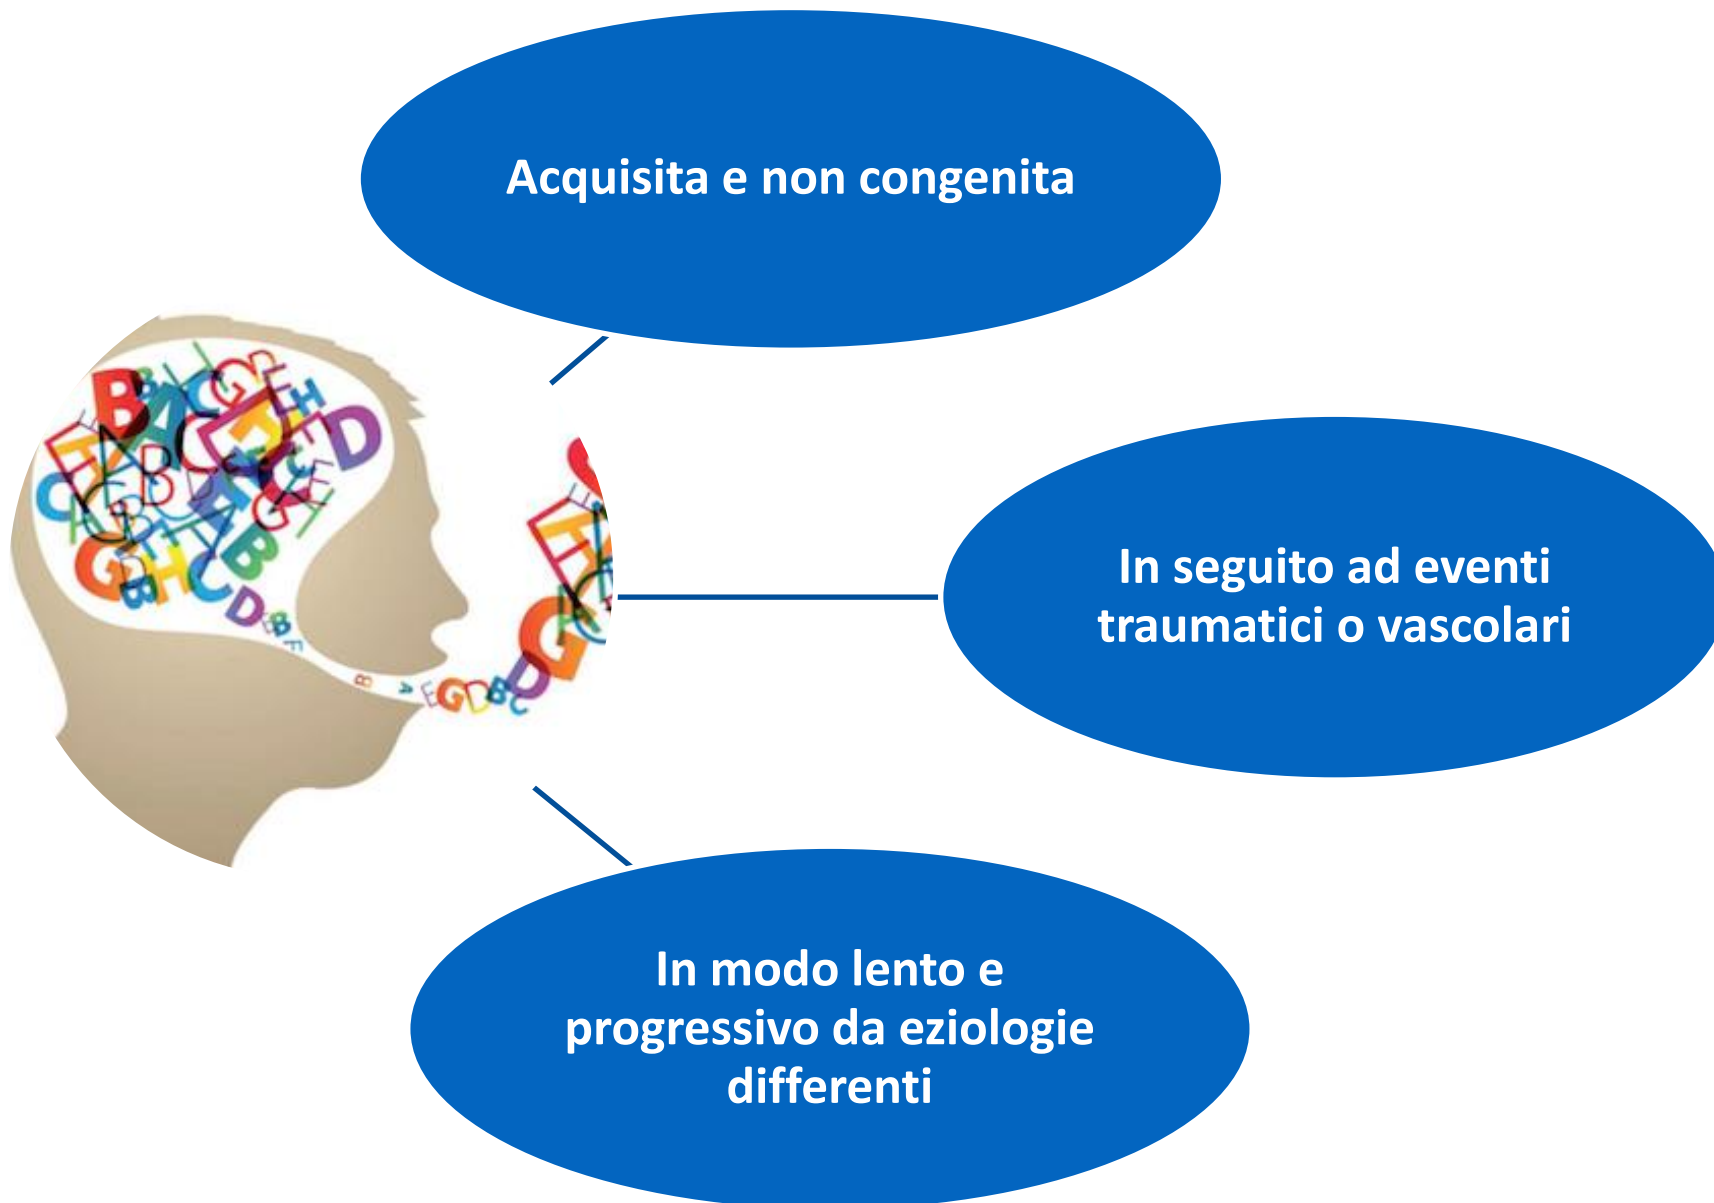 Acquisita e non congenita
In seguito ad eventi
traumatici o vascolari
In modo lento e
progressivo da eziologie
differenti